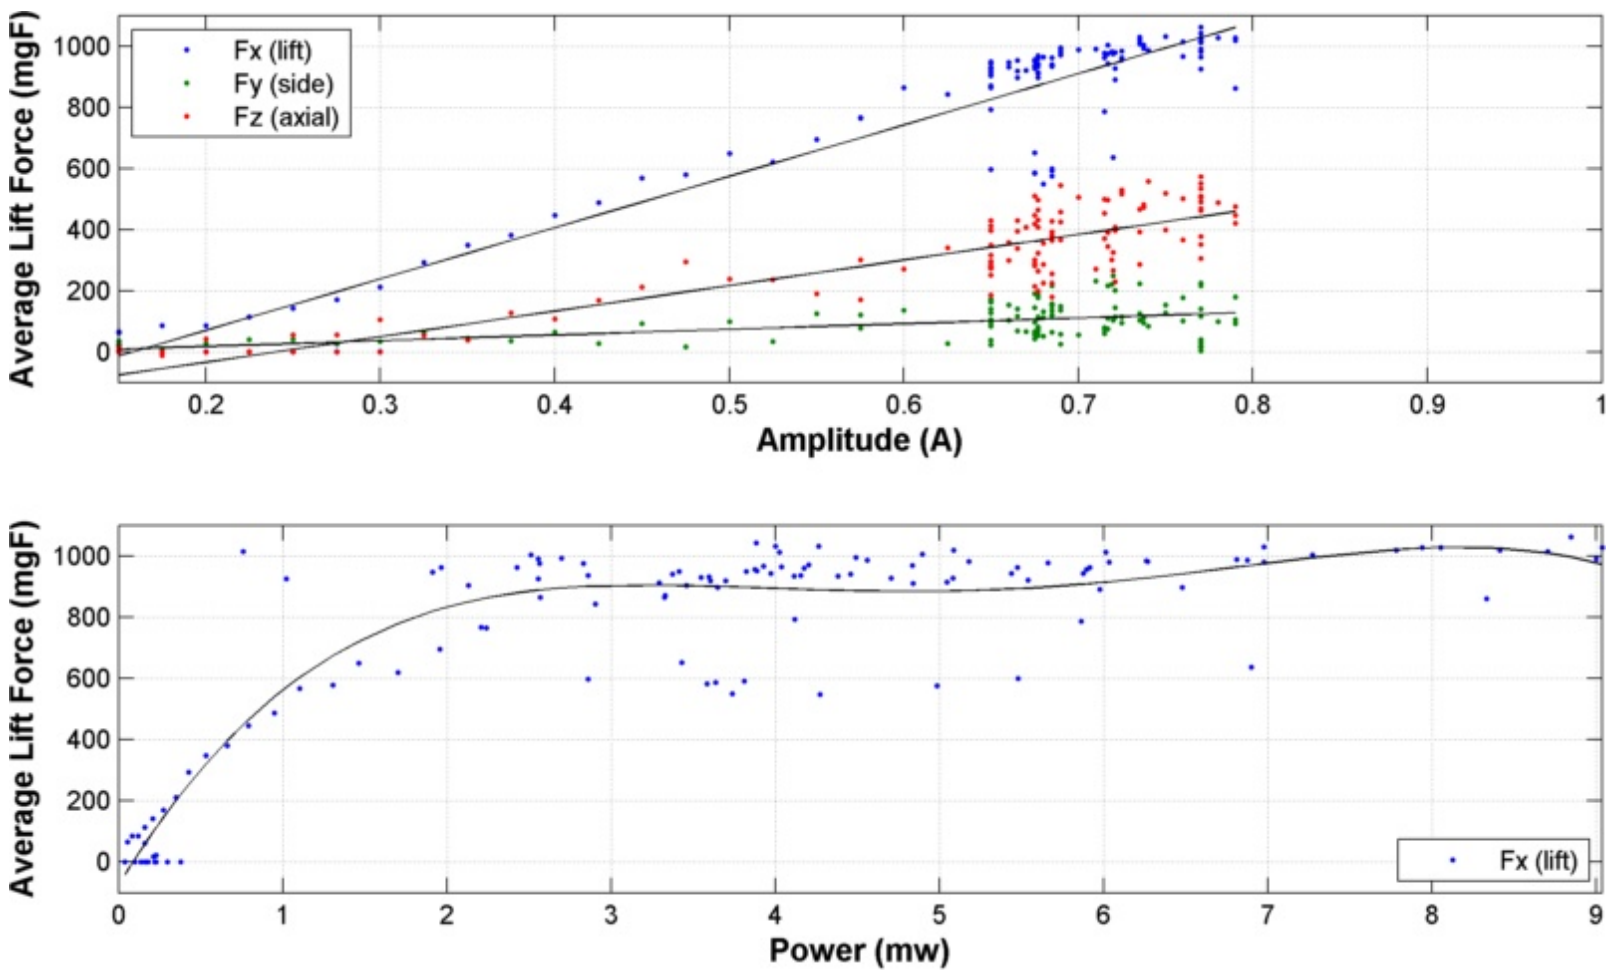 Average Lift Force (mgF)
1000
800
600
400
200
0
Fx (lift)
Fy (side)
Fz (axial)
0.2 0.3 0.4 0.5 0.6 0.7 0.8 0.9 1
Amplitude (A)
Average Lift Force (mgF)
1000
800
600
400
200
0
Fx (lift)
0 1 2 3 4 5 6 7 8 9
Power (mw)